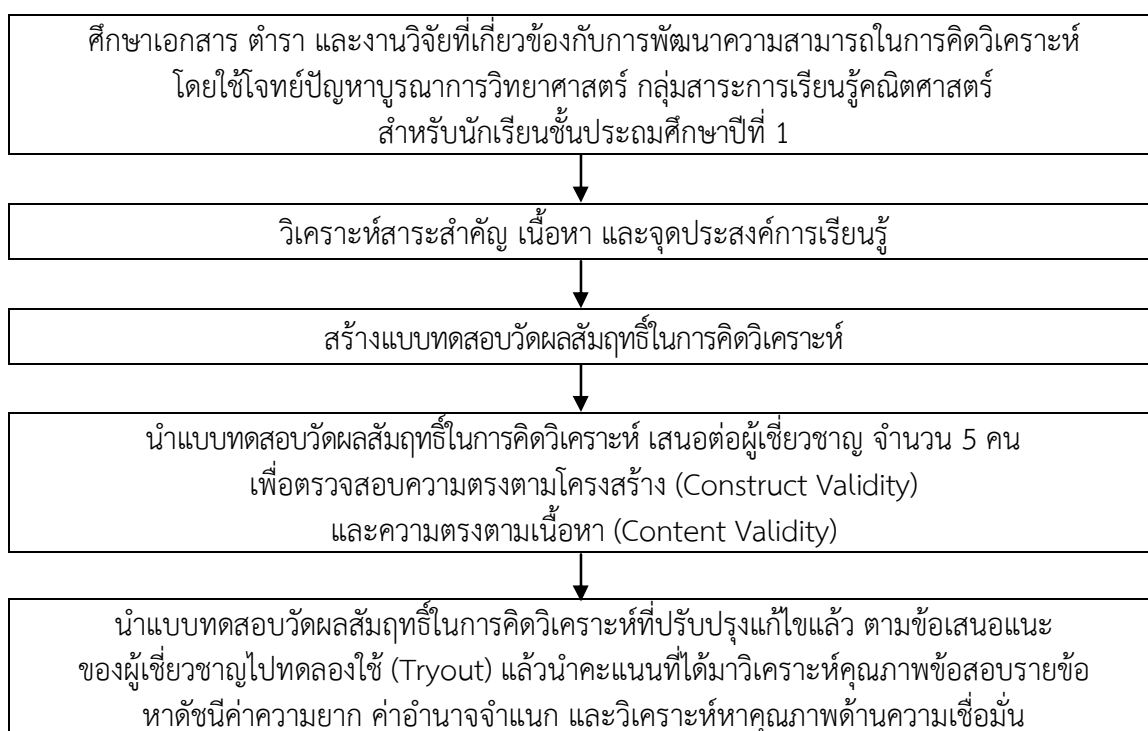 ศึกษาเอกสาร ตำรา และงานวิจัยที่เกี่ยวข้องกับการพัฒนาความสามารถในการคิดวิเคราะห์
โดยใช้โจทย์ปัญหาบูรณาการวิทยาศาสตร์ กลุ่มสาระการเรียนรู้คณิตศาสตร์
สำหรับนักเรียนชั้นประถมศึกษาปีที่ 1
วิเคราะห์สาระสำคัญ เนื้อหา และจุดประสงค์การเรียนรู้
สร้างแบบทดสอบวัดผลสัมฤทธิ์ในการคิดวิเคราะห์
นำแบบทดสอบวัดผลสัมฤทธิ์ในการคิดวิเคราะห์ เสนอต่อผู้เชี่ยวชาญ จำนวน 5 คน
เพื่อตรวจสอบความตรงตามโครงสร้าง (Construct Validity)
และความตรงตามเนื้อหา (Content Validity)
นำแบบทดสอบวัดผลสัมฤทธิ์ในการคิดวิเคราะห์ที่ปรับปรุงแก้ไขแล้ว ตามข้อเสนอแนะ
ของผู้เชี่ยวชาญไปทดลองใช้ (Tryout) แล้วนำคะแนนที่ได้มาวิเคราะห์คุณภาพข้อสอบรายข้อ
หาดัชนีค่าความยาก ค่าอำนาจจำแนก และวิเคราะห์หาคุณภาพด้านความเชื่อมั่น